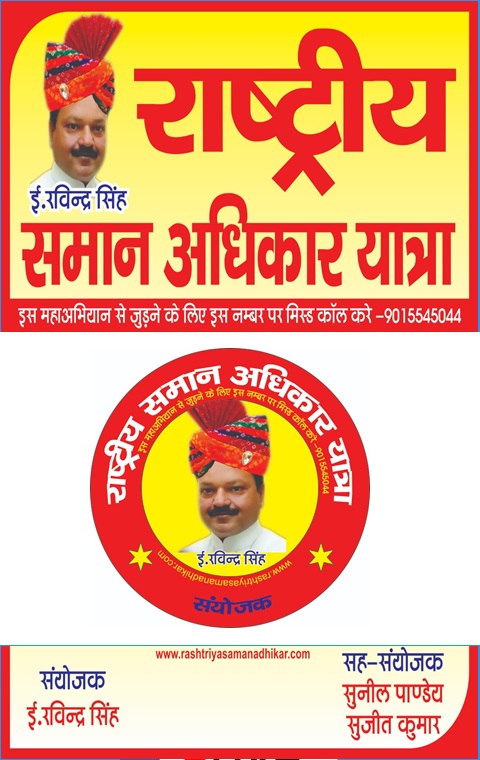 राष्ट्रीय
ई.रविन्द्र सिंह
समान अधिकार यात्रा
इस महाअभियान से जुड़ने के लिए इस नम्बर पर मिस्ड कॉल करे –9015545044
राष्ट्रीय समान अधिकार यात्रा
इस महाअभियान से जुड़ने के लिए इस नम्बर पर मिस्ड कॉल करे –9015545044
ई.रविन्द्र सिंह
www.rashtriyasamanadhikar.com
संयोजक
www.rashtriyasamanadhikar.com
संयोजक
ई.रविन्द्र सिंह
सह–संयोजक
सुनील पाण्डेय
सुजीत कुमार